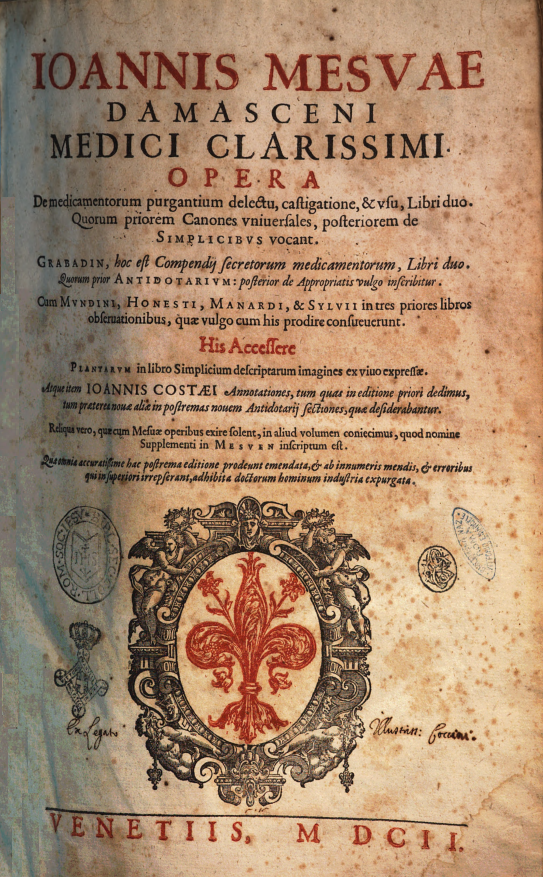 IOANNIS MESVAE
DAMASCENI
MEDICI CLARISSIMI.
OPERA
De medicamentorum purgantium delectu, castigatione, & vsu, Libri duo.
Quorum priorem Canones vniuersales, posteriorem de
SIMPLICIBVS vocant.
GRABADIN, hoc est Compendij secretorum medicamentorum, Libri duo.
Quorum prior ANTIDOTARIVM: posterior de Appropriatis vulgo inscribitur.
Cum MVNDINI, HONESTI, MANARDI, & SYLVII in tres priores libros
obseruationibus, quæ vulgo cum his prodire consueuerunt.
His Accessere
PLANTARVM in libro Simplicium descriptarum imagines ex viuo expressæ.
Atque item IOANNIS COSTÆI Annotationes, tum quas in editione priori dedimus,
tum præterea nouæ aliæ in postremas nouem Antidotarij sectiones, quæ desiderabantur.
Reliqua vero, quæcum Mesuæ operibus exire solent, in aliud volumen coniecimus, quod nomine
Supplementi in MESVEN inscriptum est.
Quæ omnia accuratissime hac postrema editione prodeunt emendata, & ab innumeris mendis, & erroribus
qui in superiori irrepserant, adhibita doctorum hominum industria expurgata.
Ex Legato
VENETIIS, M DCII.